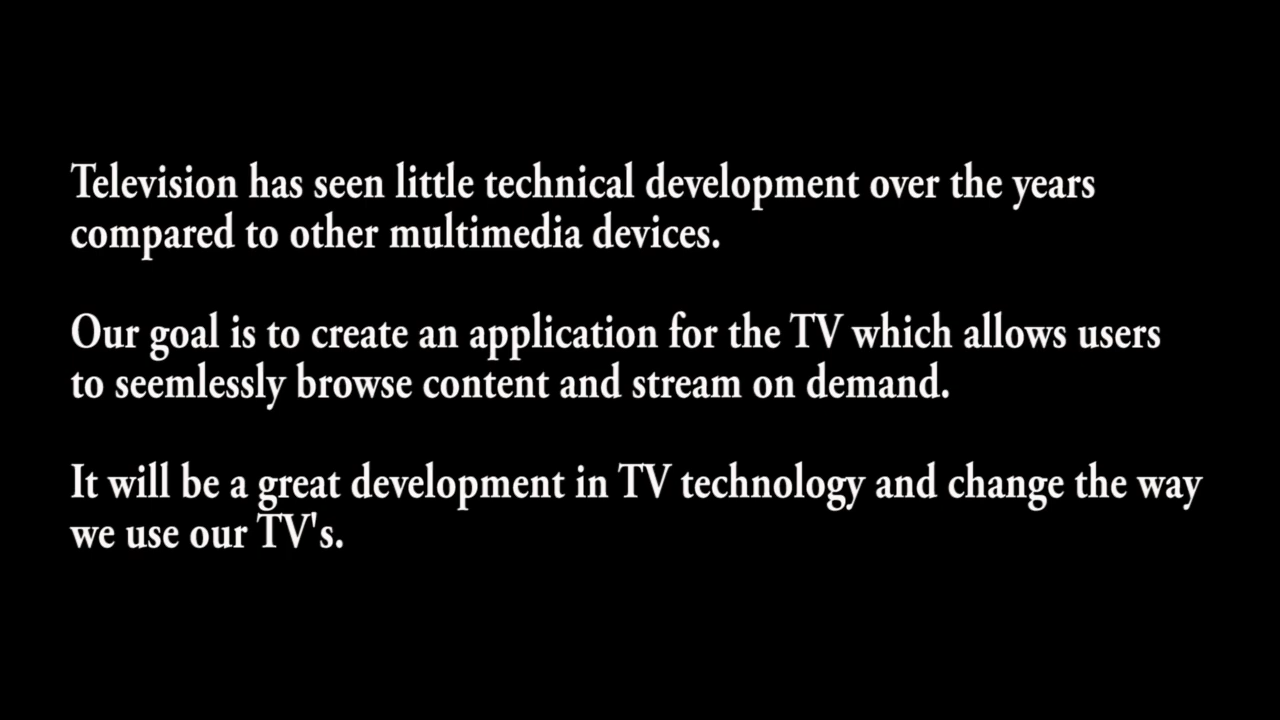 Television has seen little technical development over the years
compared to other multimedia devices.
Our goal is to create an application for the TV which allows users
to seemlessly browse content and stream on demand.
It will be a great development in TV technology and change the way
we use our TV's.